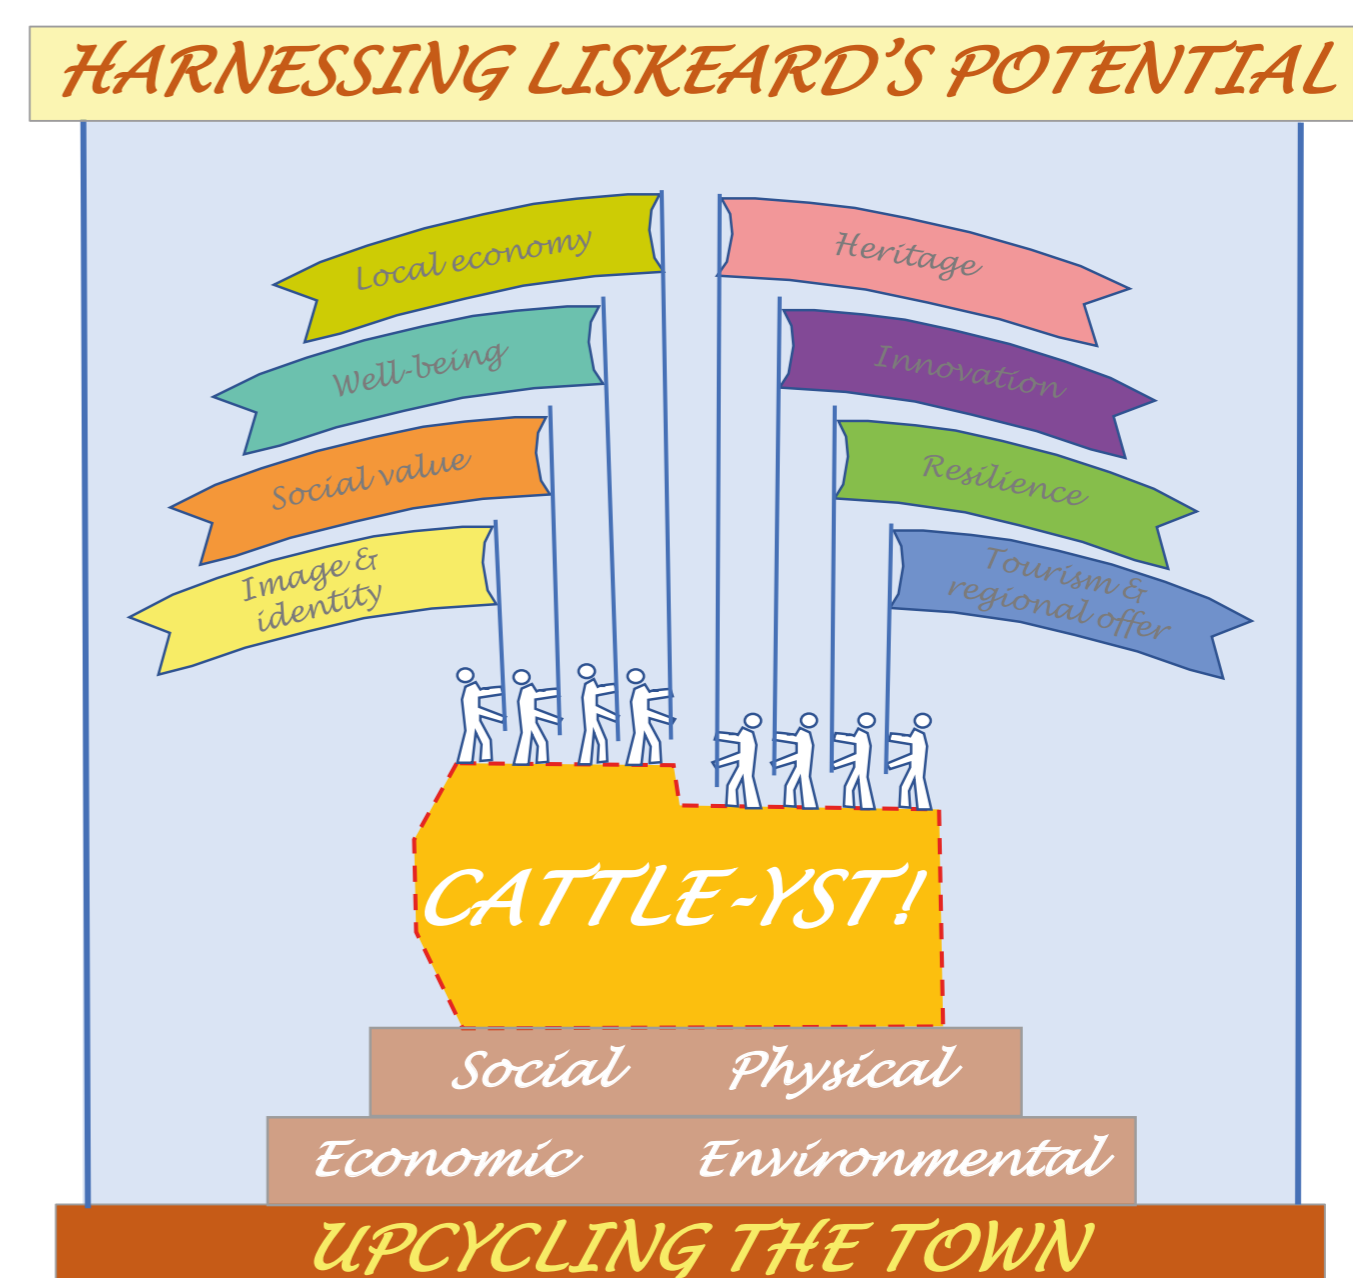 HARNESSING LISKEARD'S POTENTIAL
Local economy
Well-being
Social value
Image &
identity
Heritage
Innovation
Resilience
Tourism &
regional offer
CATTLE-YST!
Social Physical
Economic Environmental
UPCYCLING THE TOWN